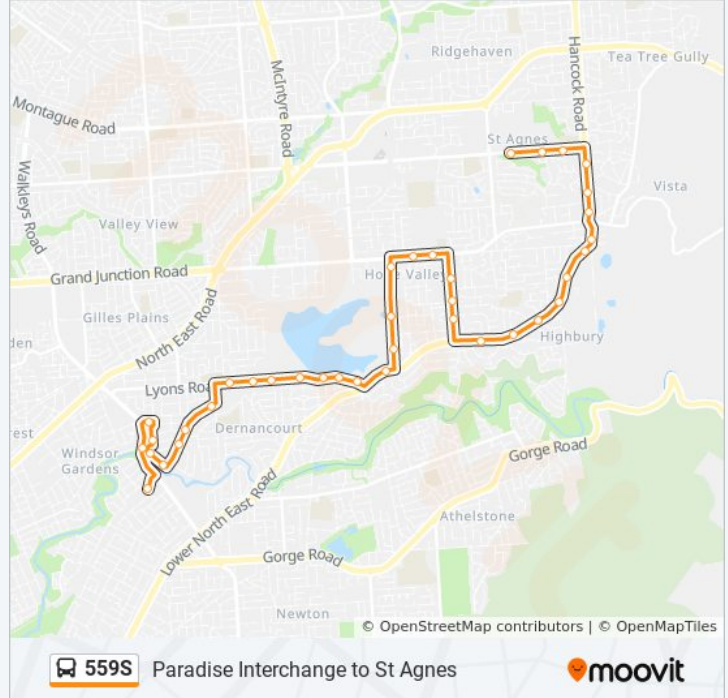 Ridgehaven
Tea Tree Gully
Hancock Road
McIntyre Road
Montague Road
St Agnes
Walkleys Road
Vista
Valley View
Grand Junction Road
Hope Valley
Gilles Plains
North East Road
den
Highbury
Lyons Road
rest
Dernancourt
Windsor
Gardens
Gorge Road
Lower North East Road
Athelstone
Gorge Road
Newton
© OpenStreetMap contributors | © OpenMapTiles
559S Paradise Interchange to St Agnes
moovit